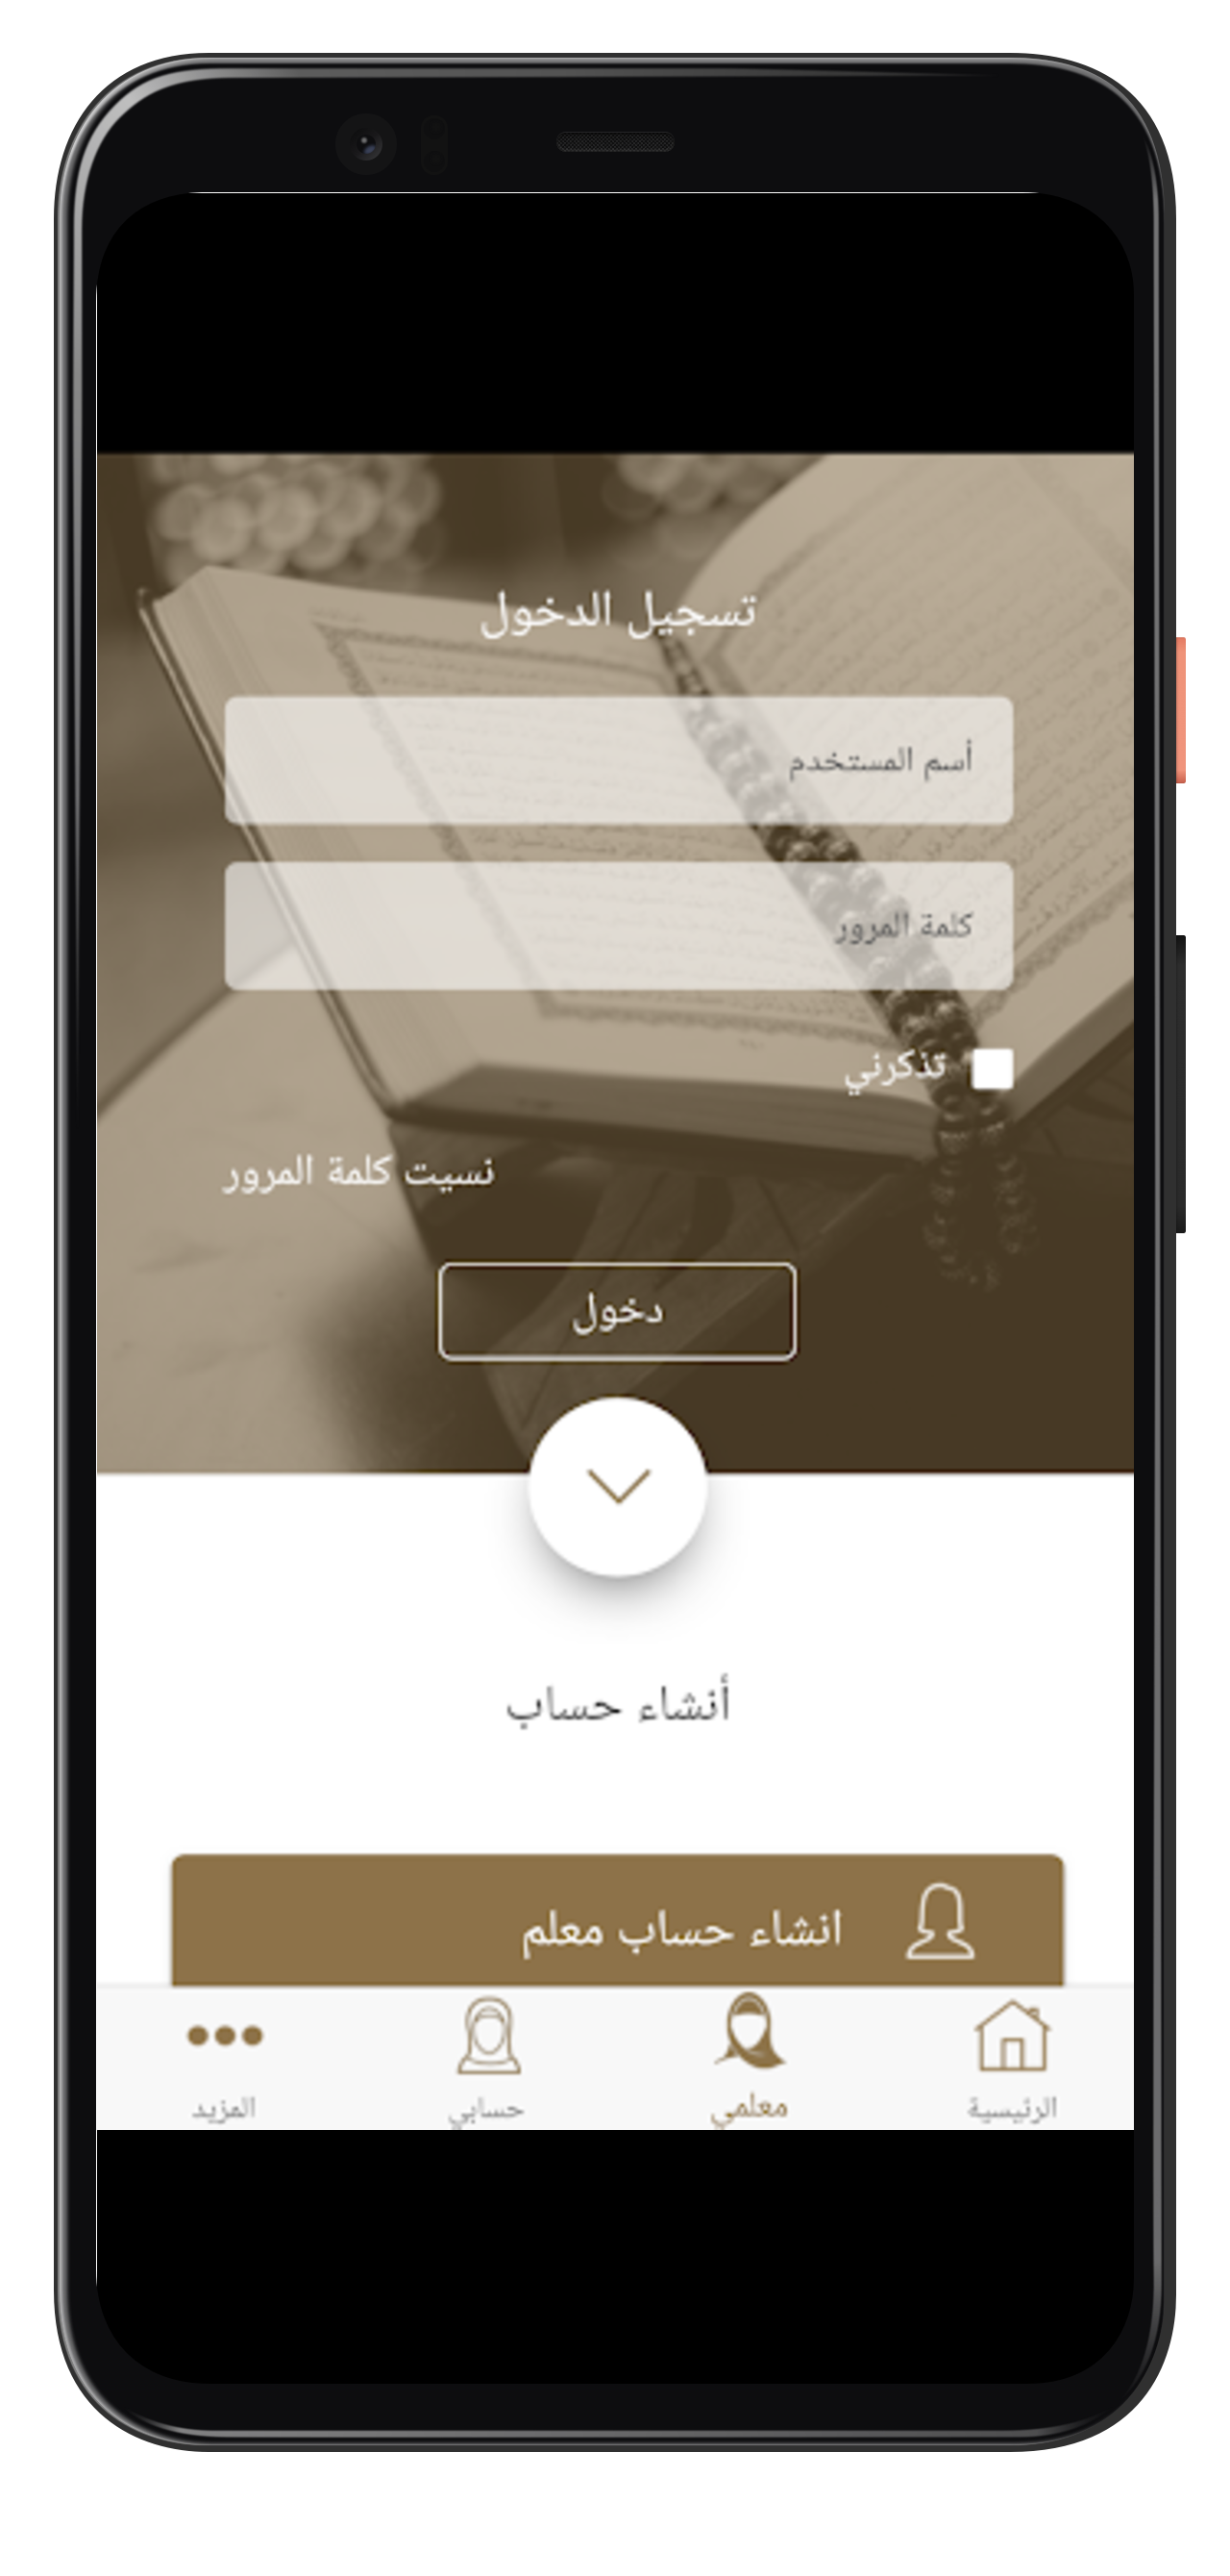 تسجيل الدخول
أسم المستخدم
كلمة المرور
تذكرني
نسيت كلمة المرور
دخول
أنشاء حساب
انشاء حساب معلم
الرئيسية
معلمي
حسابي
المزيد